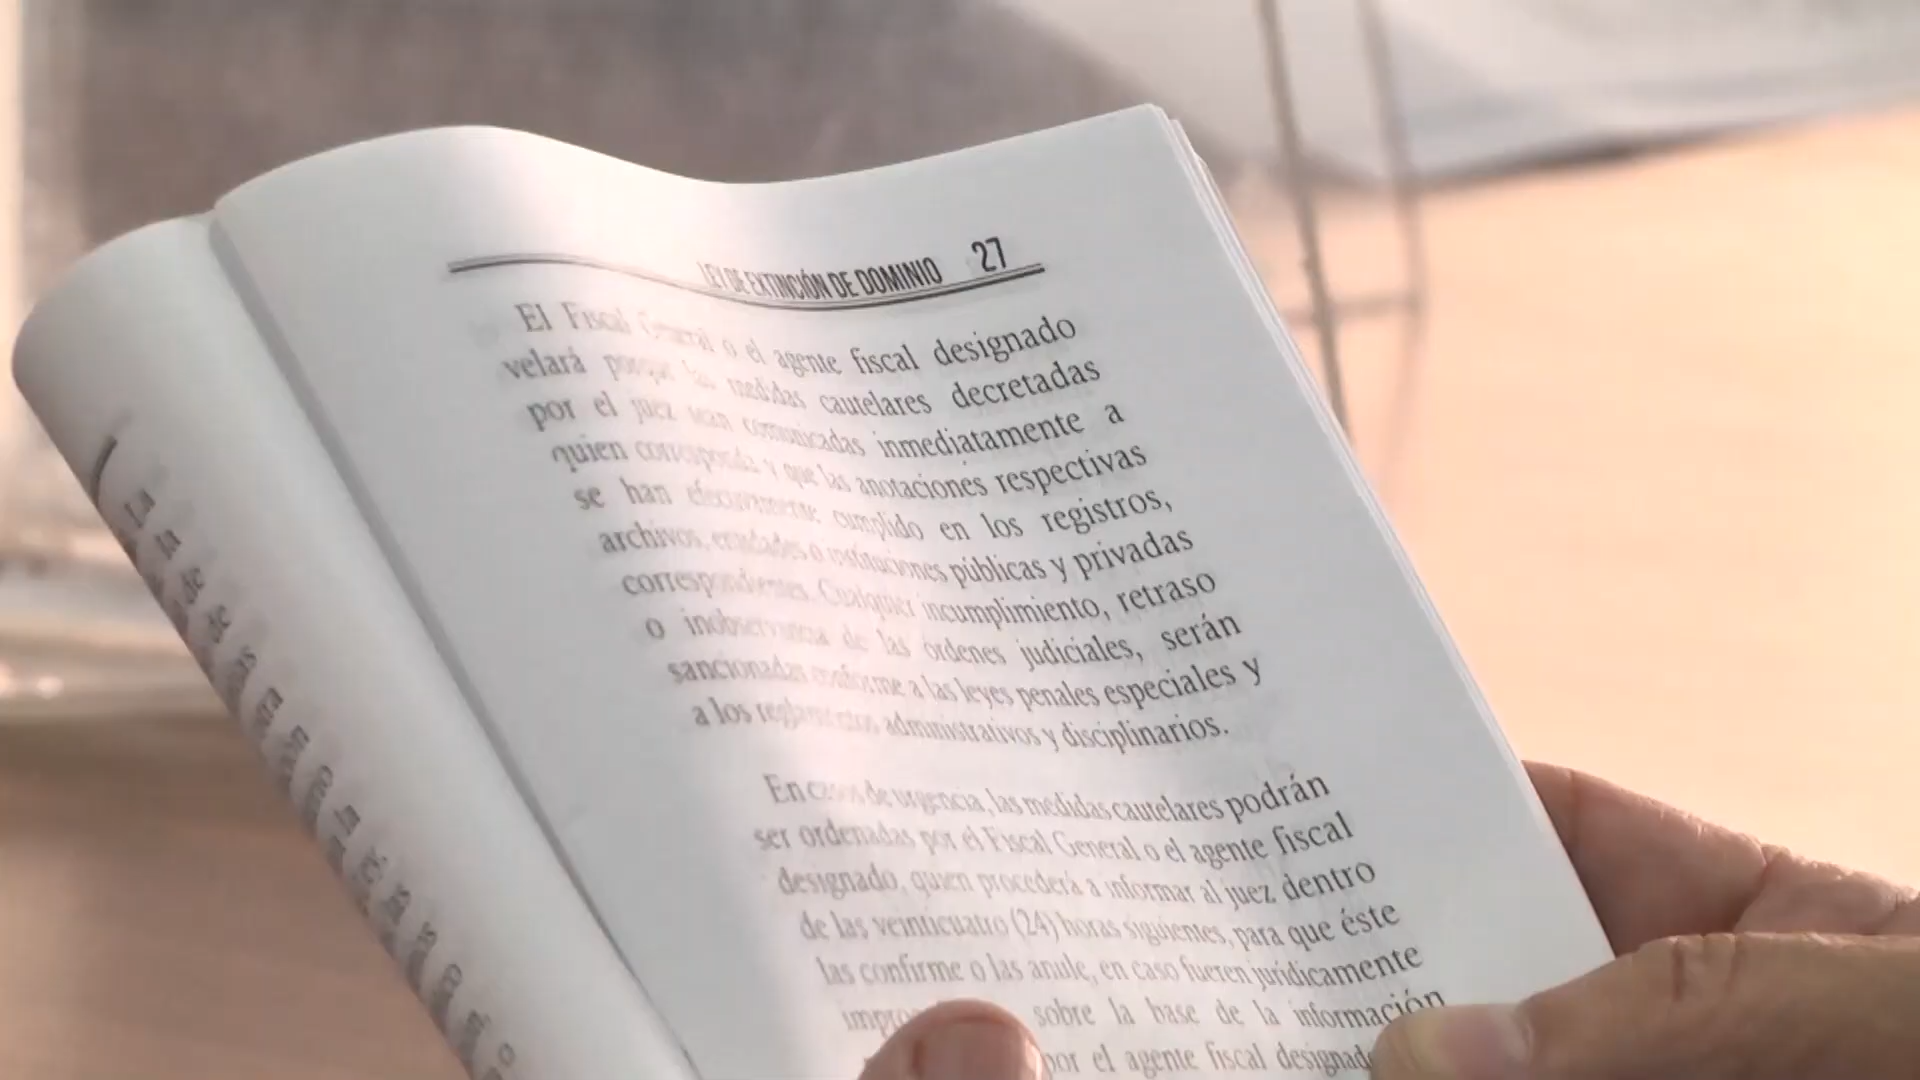 LEY DE EXTINCIÓN DE DOMINIO 27
El Fiscal General o el agente fiscal designado
velará porque las medidas cautelares decretadas
por el juez sean comunicadas inmediatamente a
quien corresponda y que las anotaciones respectivas
se han efectivamente cumplido en los registros,
archivos, entidades o instituciones públicas y privadas
correspondientes. Cualquier incumplimiento, retraso
o inobservancia de las ordenes judiciales, serán
sancionadas conforme a las leyes penales especiales y
a los reglamentos administrativos y disciplinarios.
En casos de urgencia, las medidas cautelares podrán
ser ordenadas por el Fiscal General o el agente fiscal
designado, quien procederá a informar al juez dentro
de las veinticuatro (24) horas siguientes, para que éste
las confirme o las anule, en caso fueren jurídicamente
sobre la base de la información
por el agente fiscal designado